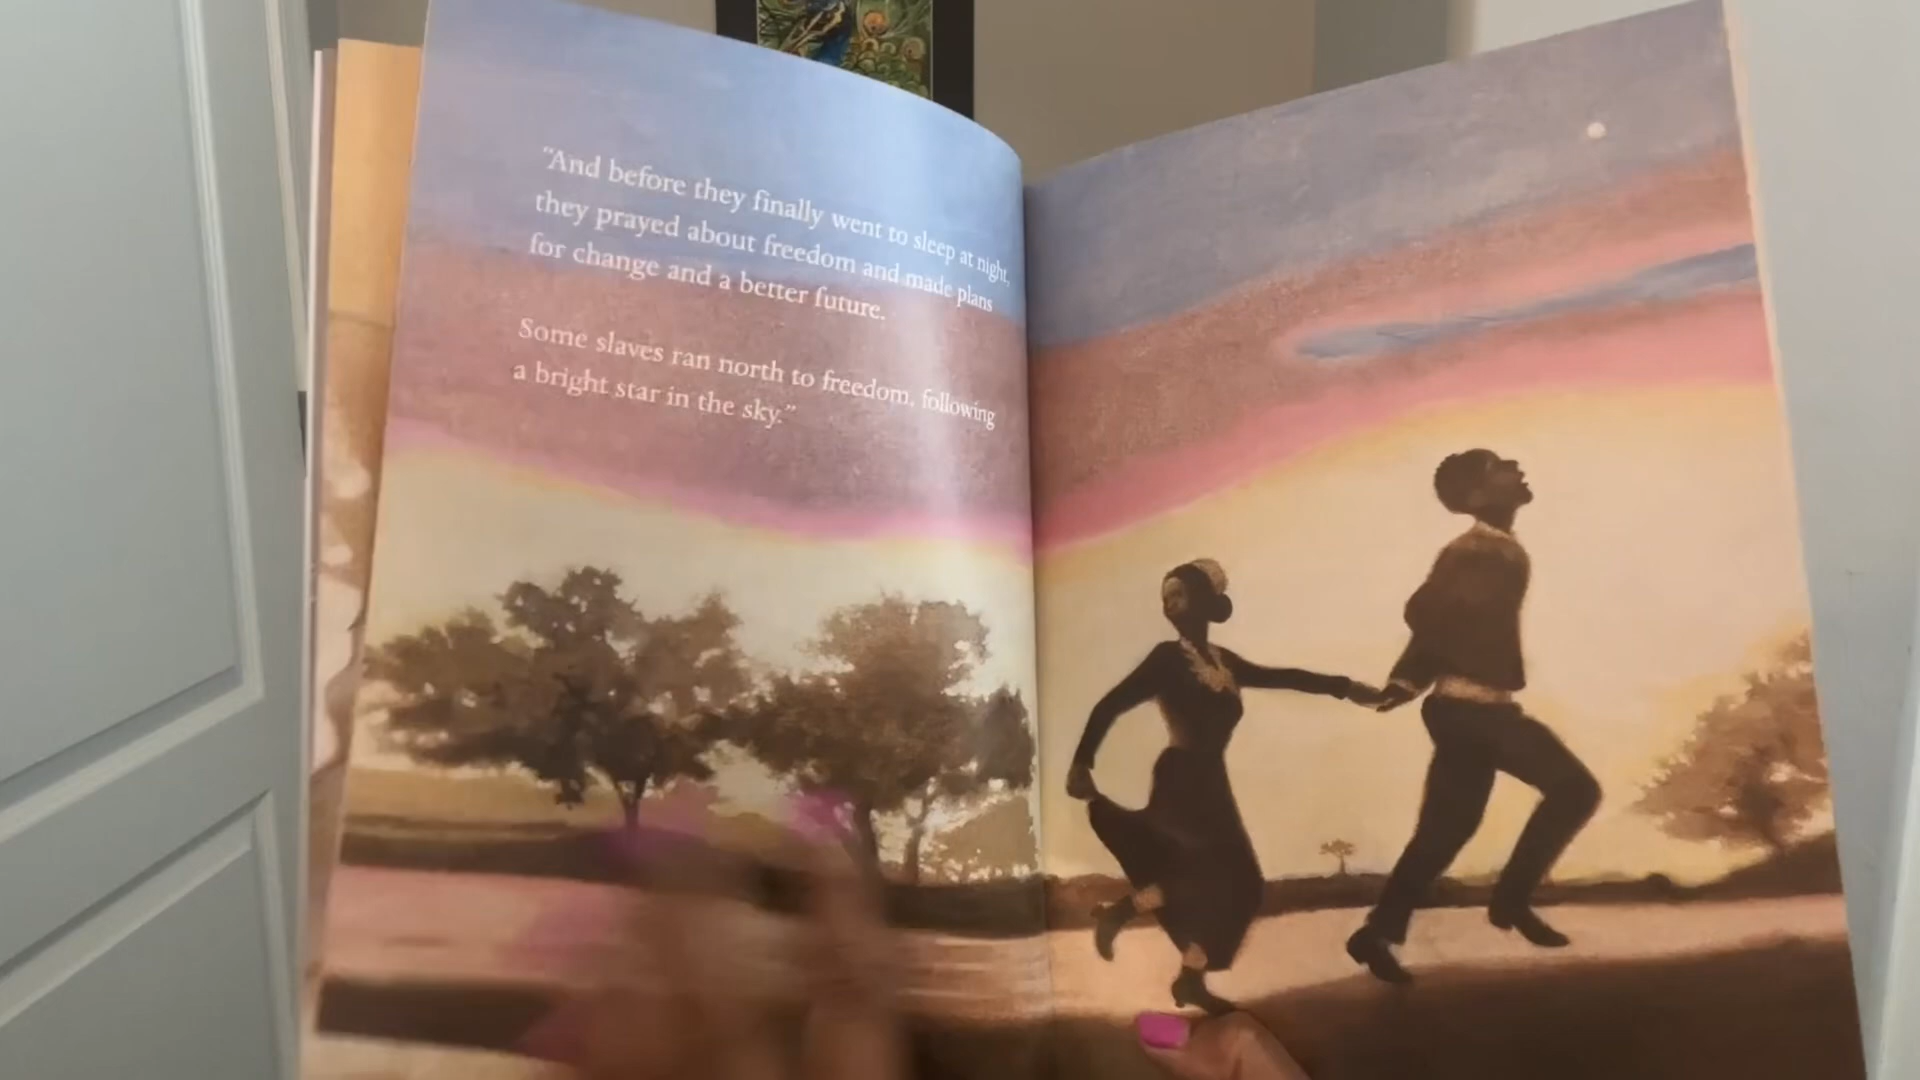 “And before they finally went to sleep at night,
they prayed about freedom and made plans
for change and a better future.
Some slaves ran north to freedom, following
a bright star in the sky.”